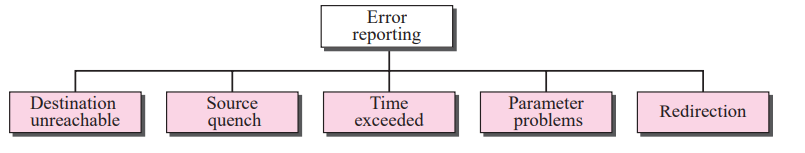 Error
reporting
Destination
unreachable
Source
quench
Time
exceeded
Parameter
problems
Redirection